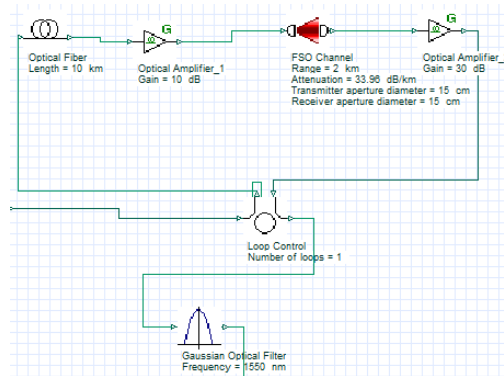 G
G
Optical Fiber
Length = 10 km
Optical Amplifier_1
Gain = 10 dB
FSO Channel
Range = 2 km
Attenuation = 33.96 dB/km
Transmitter aperture diameter = 15 cm
Receiver aperture diameter = 15 cm
Optical Amplifier_
Gain = 30 dB
Loop Control
Number of loops = 1
Gaussian Optical Filter
Frequency = 1550 nm